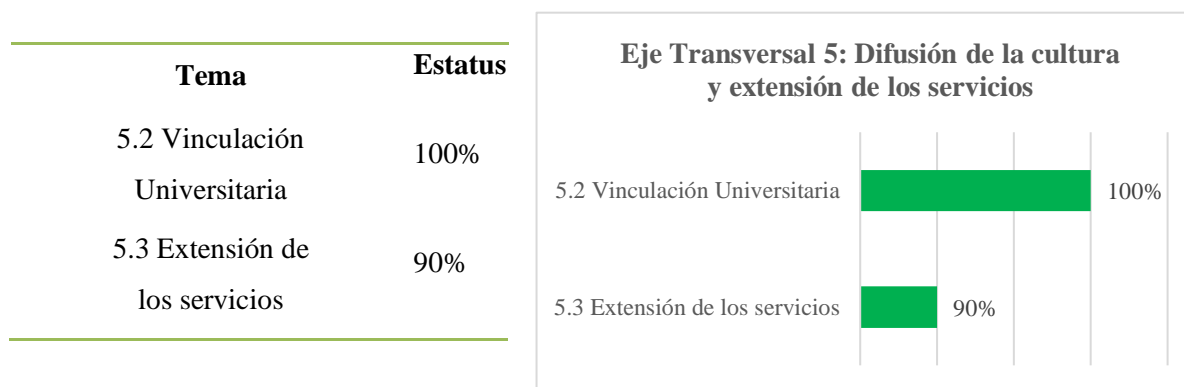 Tema Estatus
5.2 Vinculación
Universitaria
100%
5.3 Extensión de
los servicios
90%
Eje Transversal 5: Difusión de la cultura
y extensión de los servicios
5.2 Vinculación Universitaria 100%
5.3 Extensión de los servicios 90%